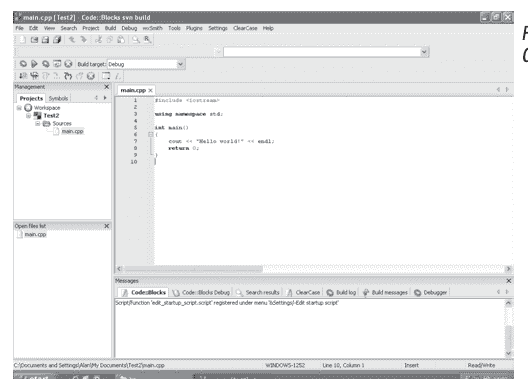 main.cpp [Test2] - Code::Blocks svn build
File Edit View Search Project Build Debug wxSmith Tools Plugins Settings ClearCase Help
Build target: Debug
Management
Projects Symbols
Workspace
Test2
Sources
main.cpp
Open files list
main.cpp
main.cpp
1 #include <iostream>
2
3 using namespace std;
4
5 int main()
6 {
7 cout << "Hello world!" << endl;
8 return 0;
9 }
10
Messages
Code::Blocks Code::Blocks Debug Search results ClearCase Build log Build messages Debugger
Script/function 'edit_startup_script.script' registered under menu '&Settings/-Edit startup script'
C:\Documents and Settings\Alan\My Documents\Test2\main.cpp WINDOWS-1252 Line 10, Column 1 Insert Read/Write